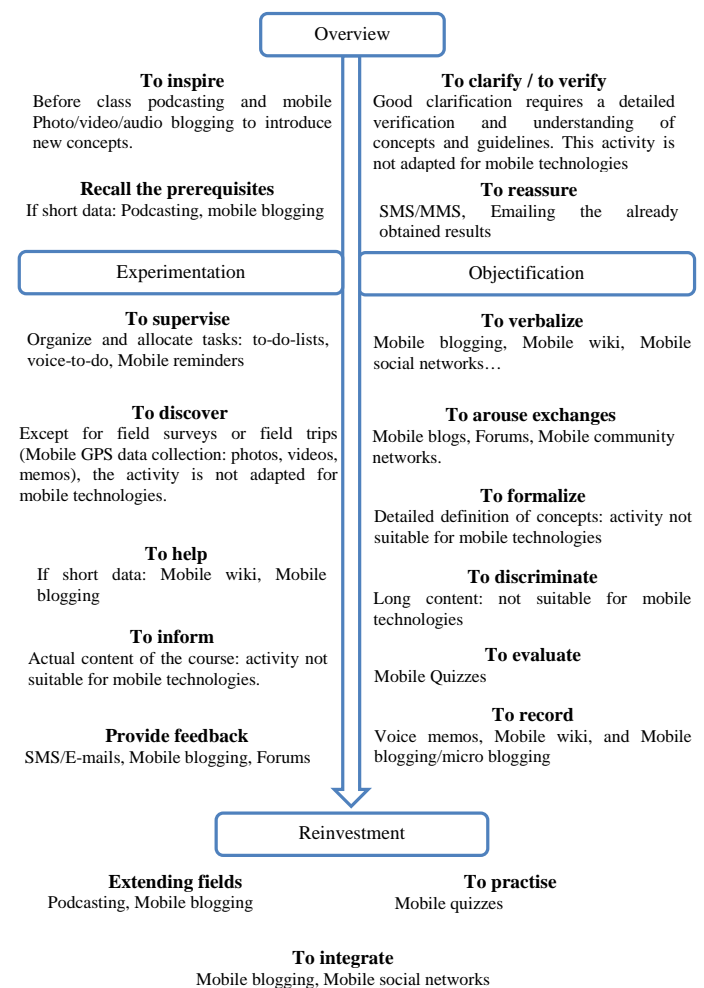 Overview
To inspire
Before class podcasting and mobile
Photo/video/audio blogging to introduce
new concepts.
Recall the prerequisites
If short data: Podcasting, mobile blogging
To clarify / to verify
Good clarification requires a detailed
verification and understanding of
concepts and guidelines. This activity is
not adapted for mobile technologies
To reassure
SMS/MMS, Emailing the already
obtained results
Experimentation
To supervise
Organize and allocate tasks: to-do-lists,
voice-to-do, Mobile reminders
To discover
Except for field surveys or field trips
(Mobile GPS data collection: photos, videos,
memos), the activity is not adapted for
mobile technologies.
To help
If short data: Mobile wiki, Mobile
blogging
To inform
Actual content of the course: activity not
suitable for mobile technologies.
Provide feedback
SMS/E-mails, Mobile blogging, Forums
Objectification
To verbalize
Mobile blogging, Mobile wiki, Mobile
social networks…
To arouse exchanges
Mobile blogs, Forums, Mobile community
networks.
To formalize
Detailed definition of concepts: activity not
suitable for mobile technologies
To discriminate
Long content: not suitable for mobile
technologies
To evaluate
Mobile Quizzes
To record
Voice memos, Mobile wiki, and Mobile
blogging/micro blogging
Reinvestment
Extending fields
Podcasting, Mobile blogging
To practise
Mobile quizzes
To integrate
Mobile blogging, Mobile social networks